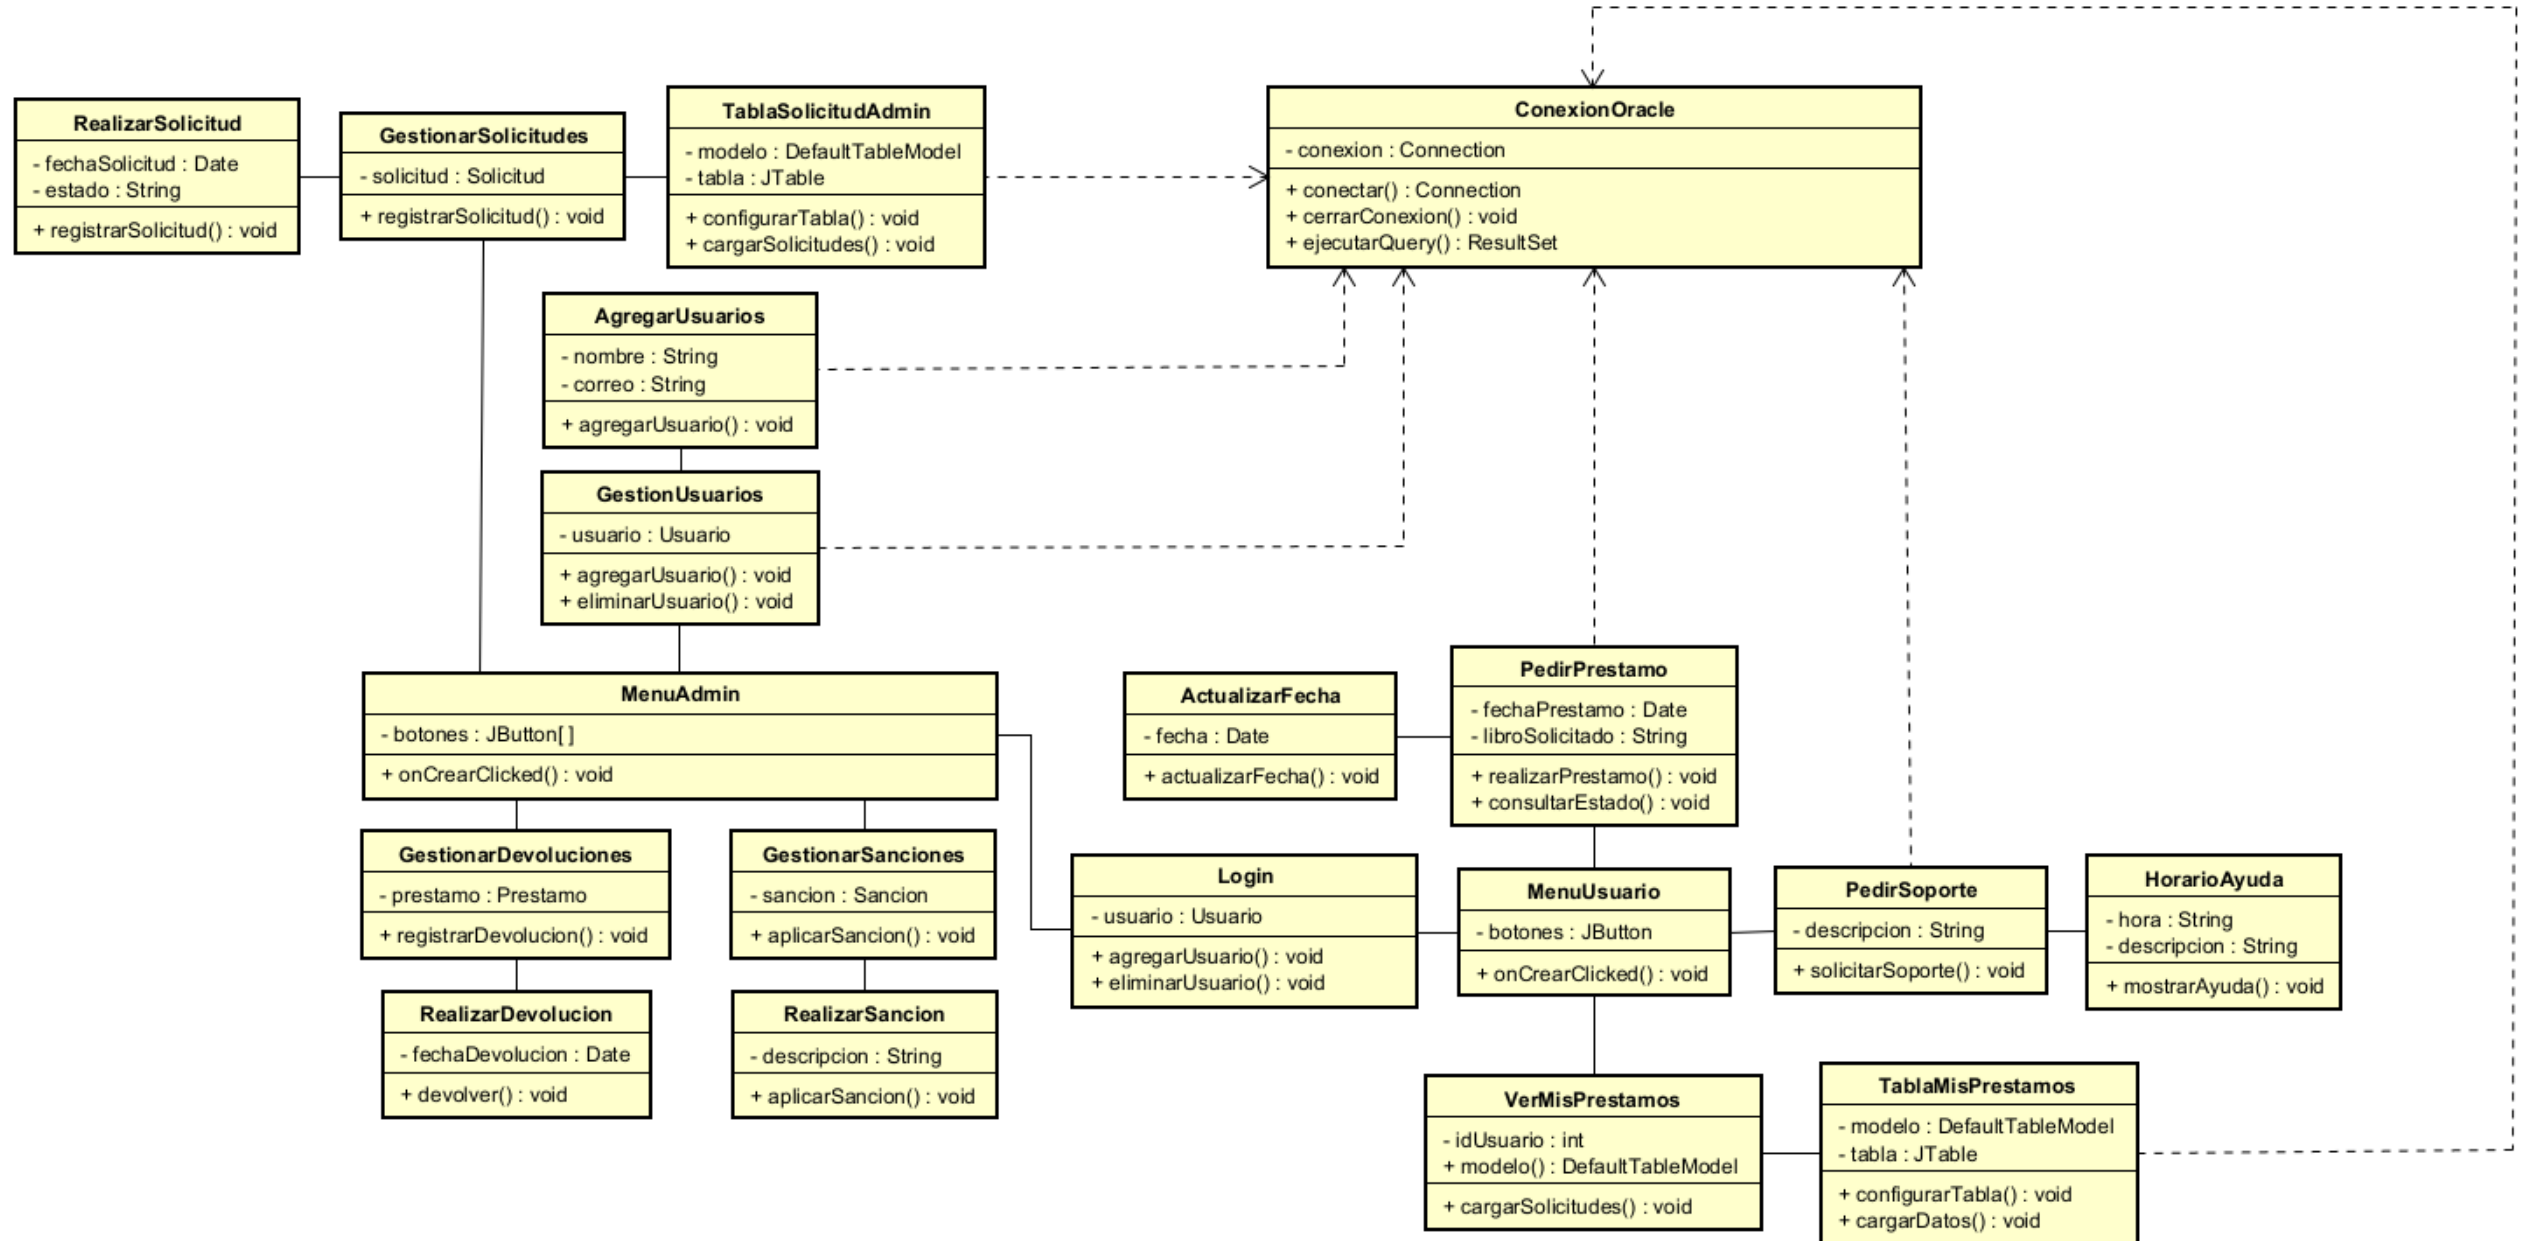 RealizarSolicitud
- fechaSolicitud : Date
- estado : String
+ registrarSolicitud() : void
GestionarSolicitudes
- solicitud : Solicitud
+ registrarSolicitud() : void
TablaSolicitudAdmin
- modelo : DefaultTableModel
- tabla : JTable
+ configurarTabla() : void
+ cargarSolicitudes() : void
ConexionOracle
- conexion : Connection
+ conectar() : Connection
+ cerrarConexion() : void
+ ejecutarQuery() : ResultSet
AgregarUsuarios
- nombre : String
- correo : String
+ agregarUsuario() : void
GestionUsuarios
- usuario : Usuario
+ agregarUsuario() : void
+ eliminarUsuario() : void
MenuAdmin
- botones : JButton[ ]
+ onCrearClicked() : void
ActualizarFecha
- fecha : Date
+ actualizarFecha() : void
PedirPrestamo
- fechaPrestamo : Date
- libroSolicitado : String
+ realizarPrestamo() : void
+ consultarEstado() : void
GestionarDevoluciones
- prestamo : Prestamo
+ registrarDevolucion() : void
GestionarSanciones
- sancion : Sancion
+ aplicarSancion() : void
Login
- usuario : Usuario
+ agregarUsuario() : void
+ eliminarUsuario() : void
MenuUsuario
- botones : JButton
+ onCrearClicked() : void
PedirSoporte
- descripcion : String
+ solicitarSoporte() : void
HorarioAyuda
- hora : String
- descripcion : String
+ mostrarAyuda() : void
RealizarDevolucion
- fechaDevolucion : Date
+ devolver() : void
RealizarSancion
- descripcion : String
+ aplicarSancion() : void
VerMisPrestamos
- idUsuario : int
+ modelo() : DefaultTableModel
+ cargarSolicitudes() : void
TablaMisPrestamos
- modelo : DefaultTableModel
- tabla : JTable
+ configurarTabla() : void
+ cargarDatos() : void